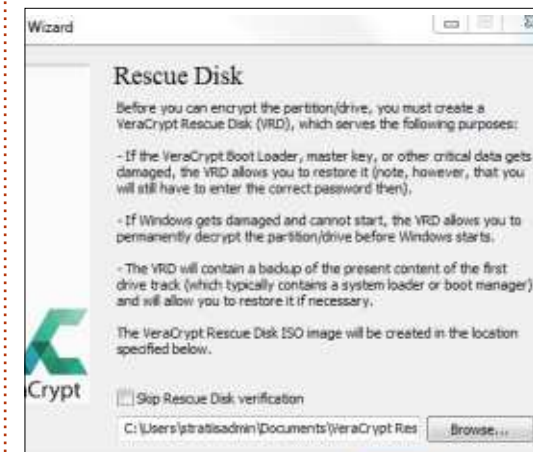 Wizard
Rescue Disk
Before you can encrypt the partition/drive, you must create a
VeraCrypt Rescue Disk (VRD), which serves the following purposes:
- If the VeraCrypt Boot Loader, master key, or other critical data gets
damaged, the VRD allows you to restore it (note, however, that you
will still have to enter the correct password then).
- If Windows gets damaged and cannot start, the VRD allows you to
permanently decrypt the partition/drive before Windows starts.
- The VRD will contain a backup of the present content of the first
drive track (which typically contains a system loader or boot manager)
and will allow you to restore it if necessary.
The VeraCrypt Rescue Disk ISO image will be created in the location
specified below.
Crypt
Skip Rescue Disk verification
C:\Users\stratisadmin\Documents\VeraCrypt Res
Browse...